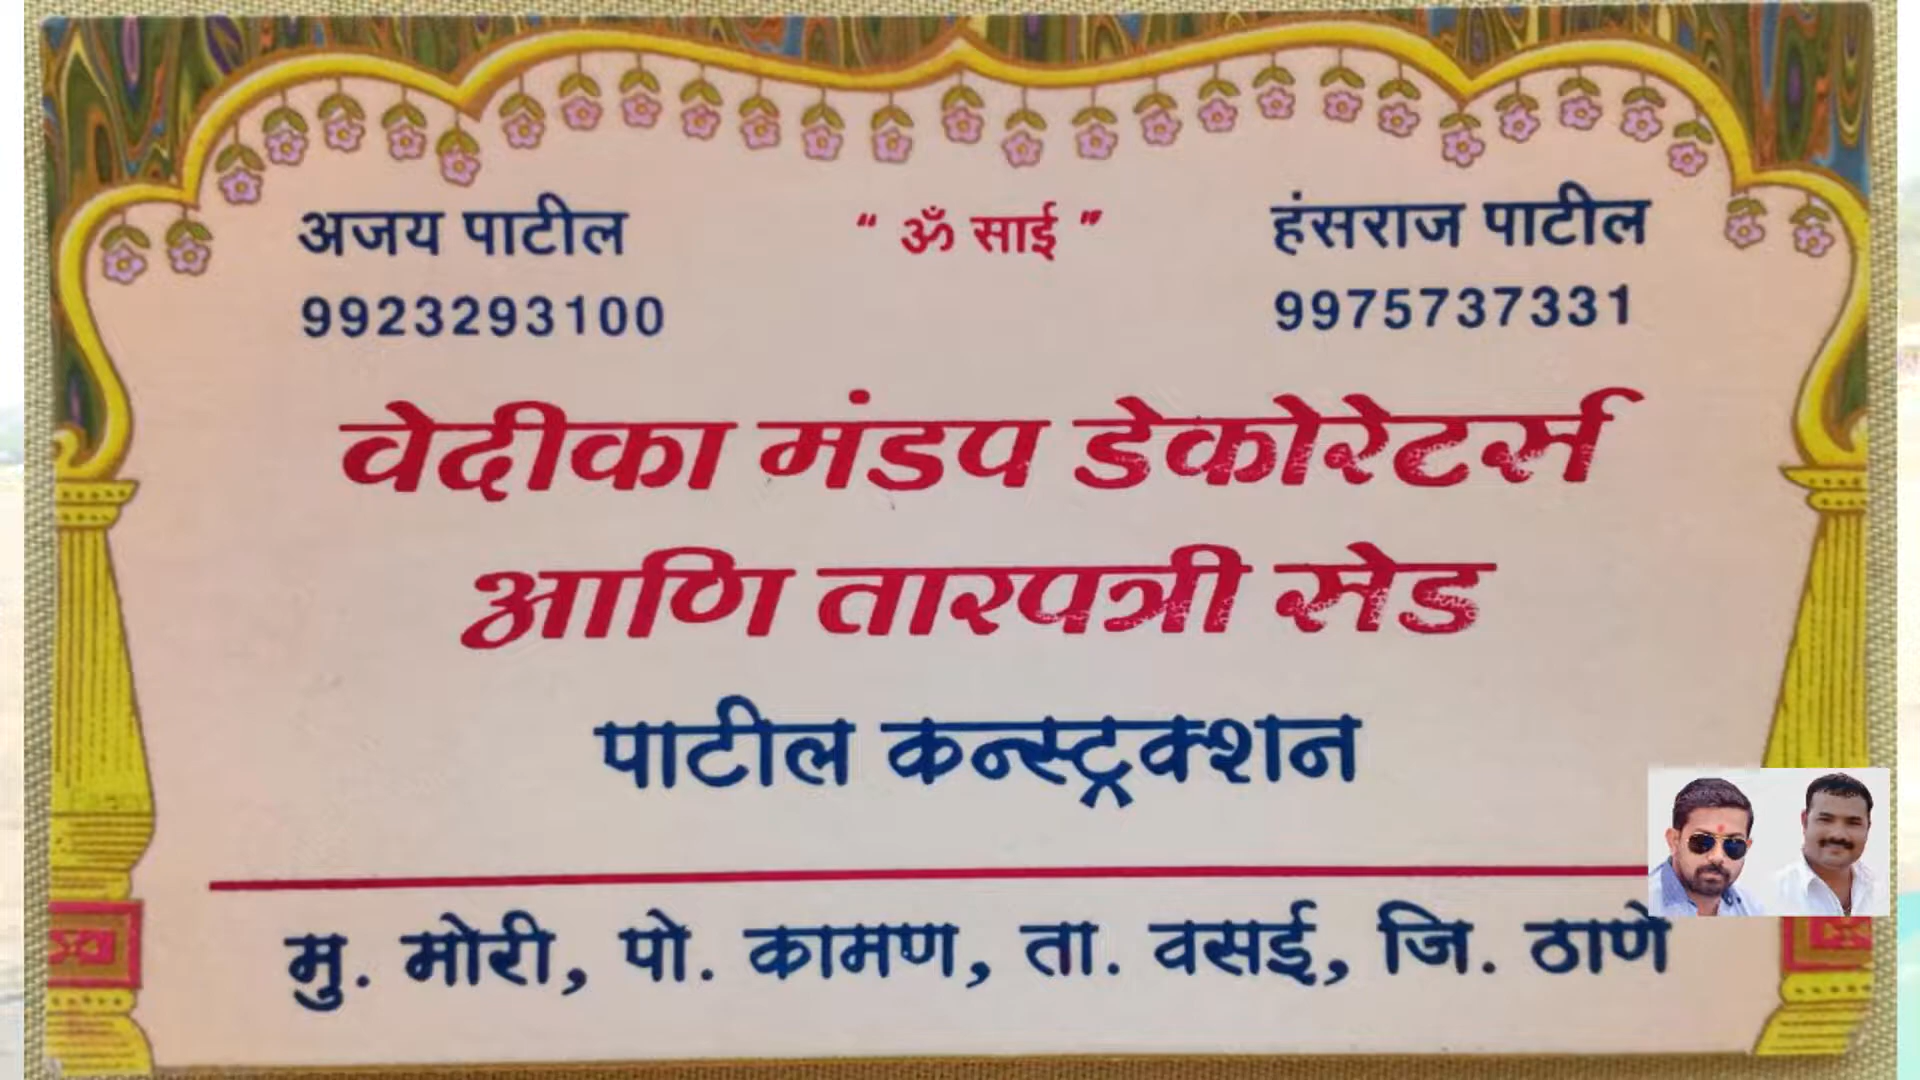 अजय पाटील " ॐ साई " हंसराज पाटील
9923293100 9975737331
वेदीका मंडप डेकोरेटर्स
आणि तारपत्री सेड
पाटील कन्स्ट्रक्शन
मु. मोरी, पो. कामण, ता. वसई, जि. ठाणे